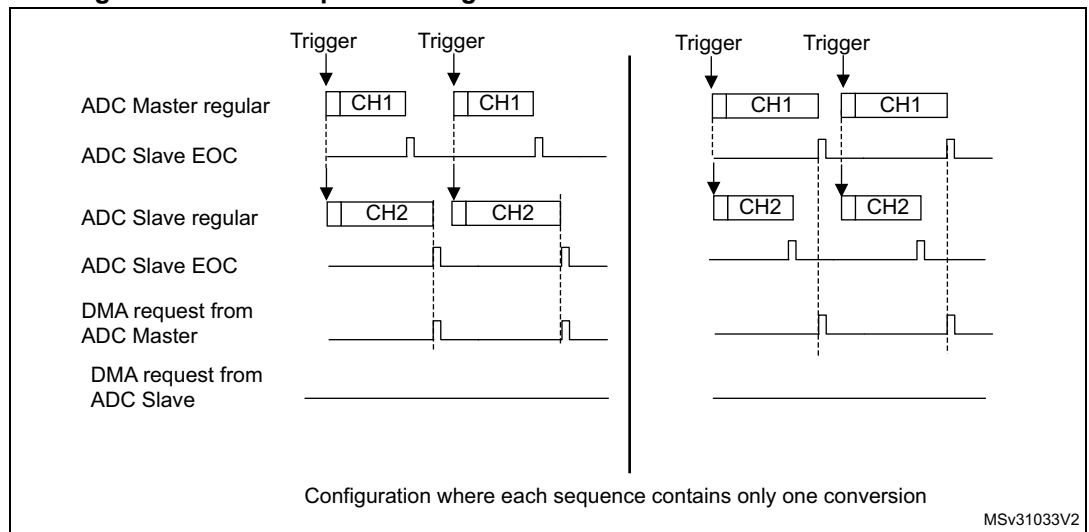 Trigger Trigger Trigger Trigger
ADC Master regular CH1 CH1 CH1 CH1
ADC Slave EOC
ADC Slave regular CH2 CH2 CH2 CH2
ADC Slave EOC
DMA request from
ADC Master
DMA request from
ADC Slave
Configuration where each sequence contains only one conversion
MSv31033V2